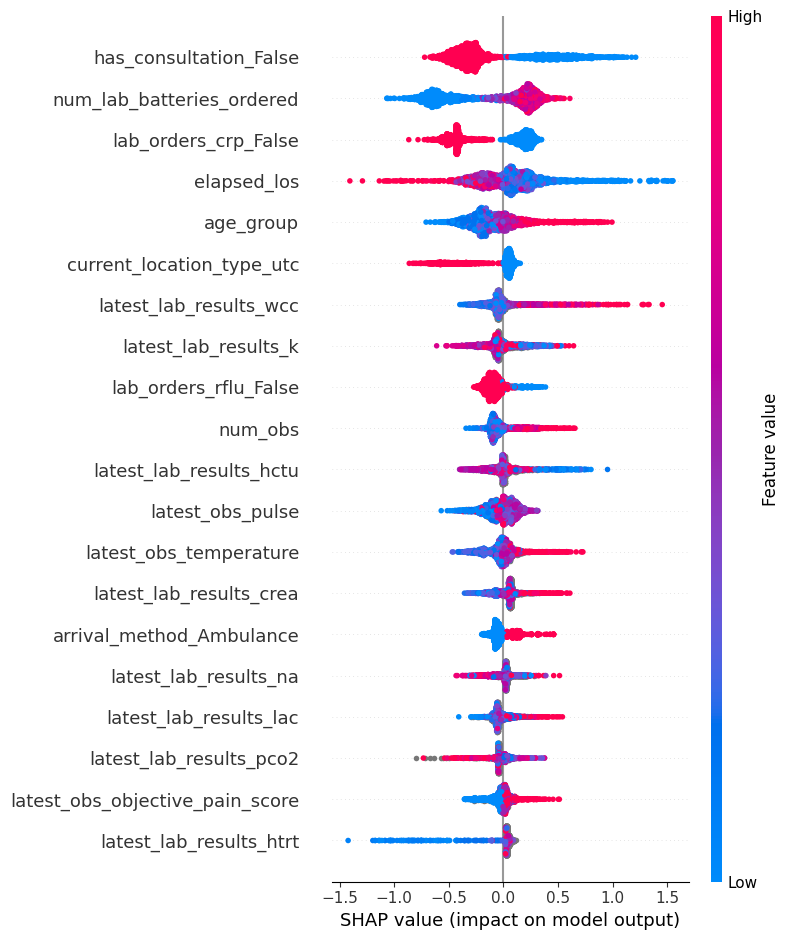 High
has_consultation_False
num_lab_batteries_ordered
lab_orders_crp_False
elapsed_los
age_group
current_location_type_utc
latest_lab_results_wcc
latest_lab_results_k
lab_orders_rflu_False
num_obs
latest_lab_results_hctu
latest_obs_pulse
latest_obs_temperature
latest_lab_results_crea
arrival_method_Ambulance
latest_lab_results_na
latest_lab_results_lac
latest_lab_results_pco2
latest_obs_objective_pain_score
latest_lab_results_htrt
Feature value
Low
−1.5 −1.0 −0.5 0.0 0.5 1.0 1.5
SHAP value (impact on model output)